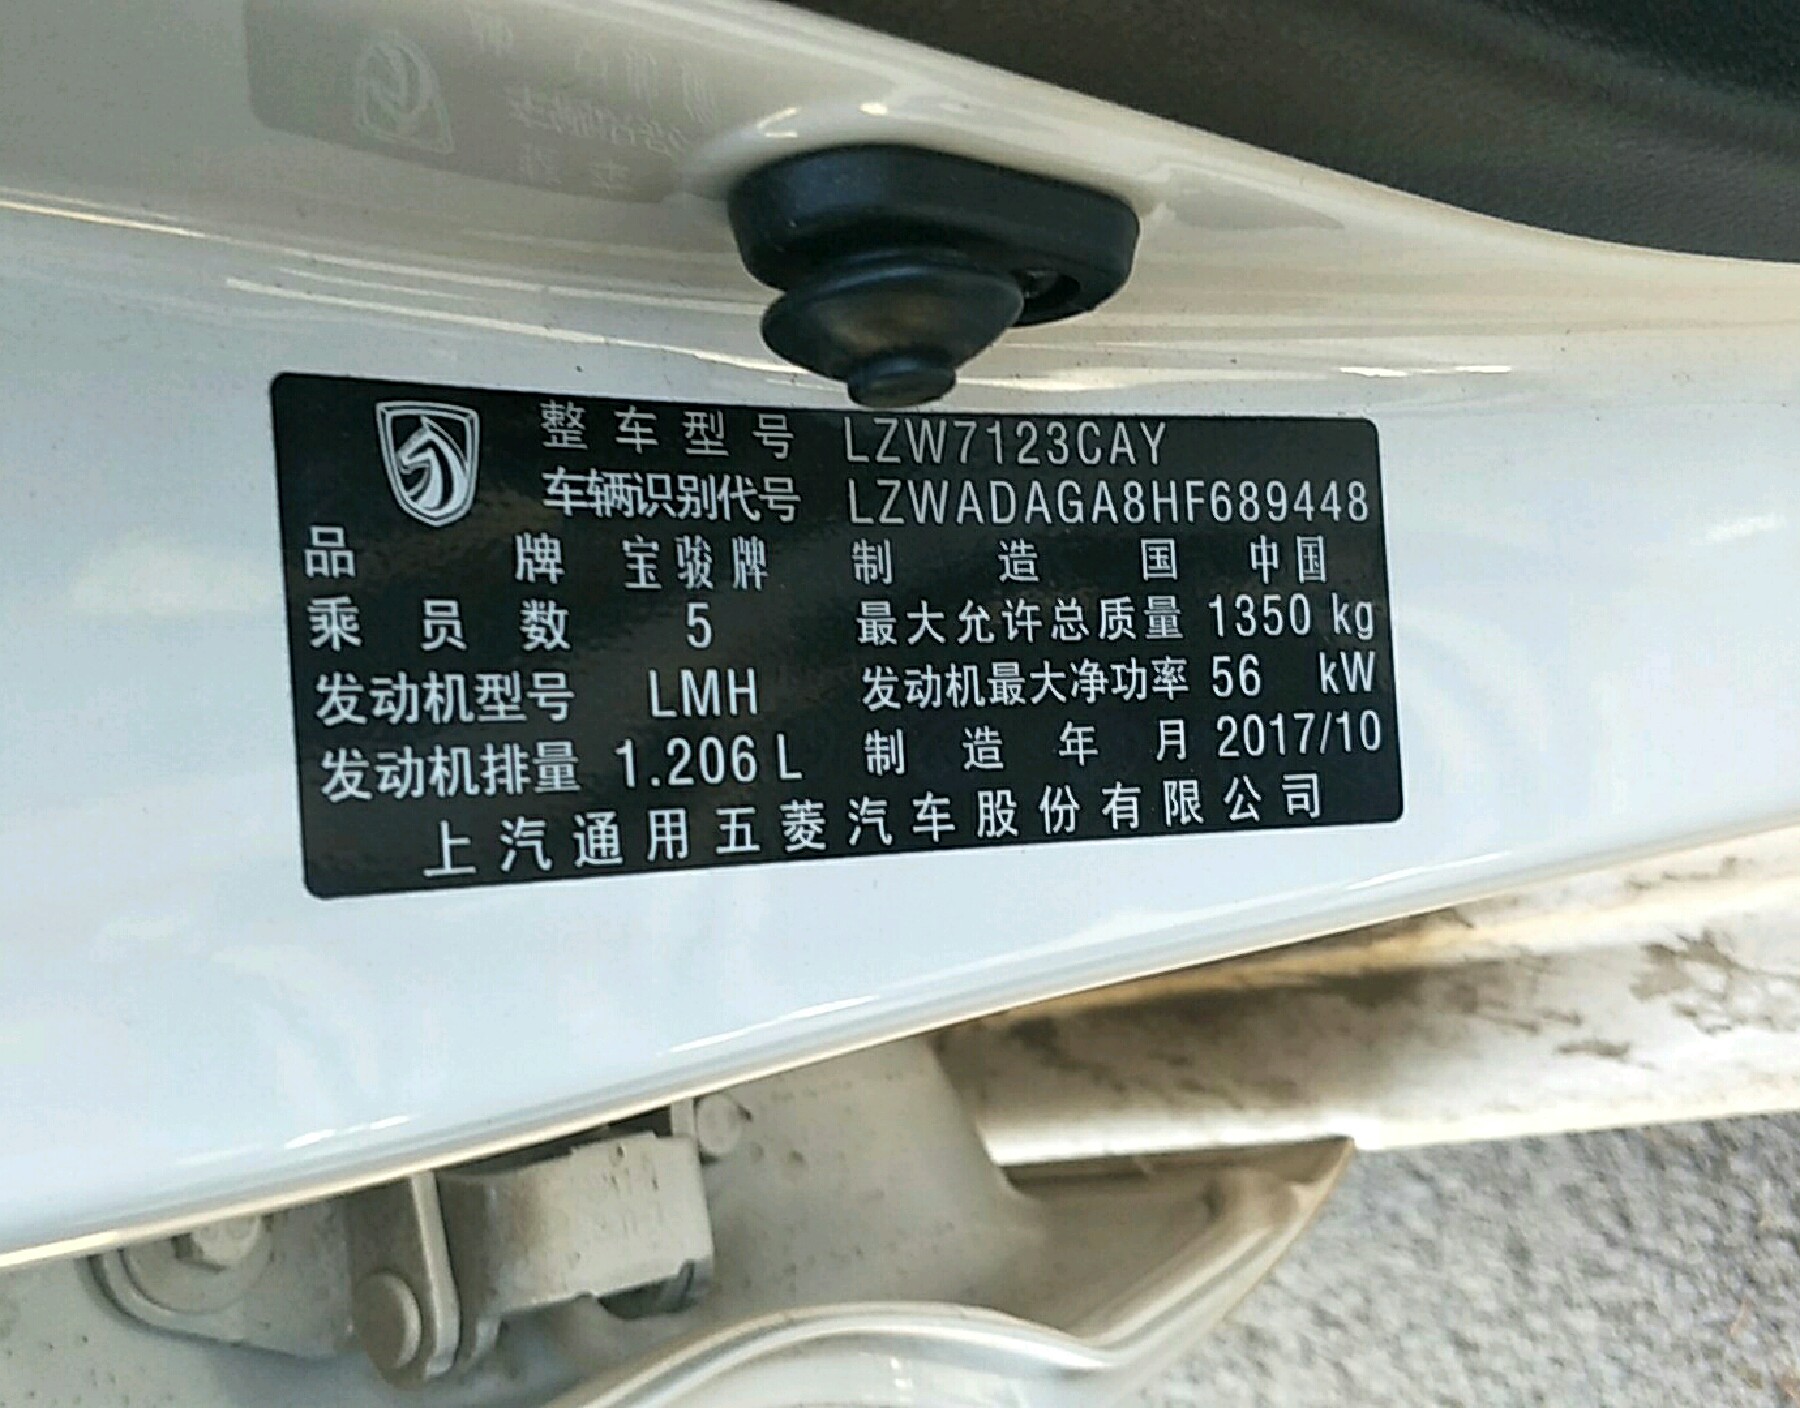 整车型号 LZW7123CAY
车辆识别代号 LZWADAGA8HF689448
品牌 宝骏牌 制造国 中国
乘员数 5 最大允许总质量 1350 kg
发动机型号 LMH 发动机最大净功率 56 kW
发动机排量 1.206 L 制造年月 2017/10
上汽通用五菱汽车股份有限公司